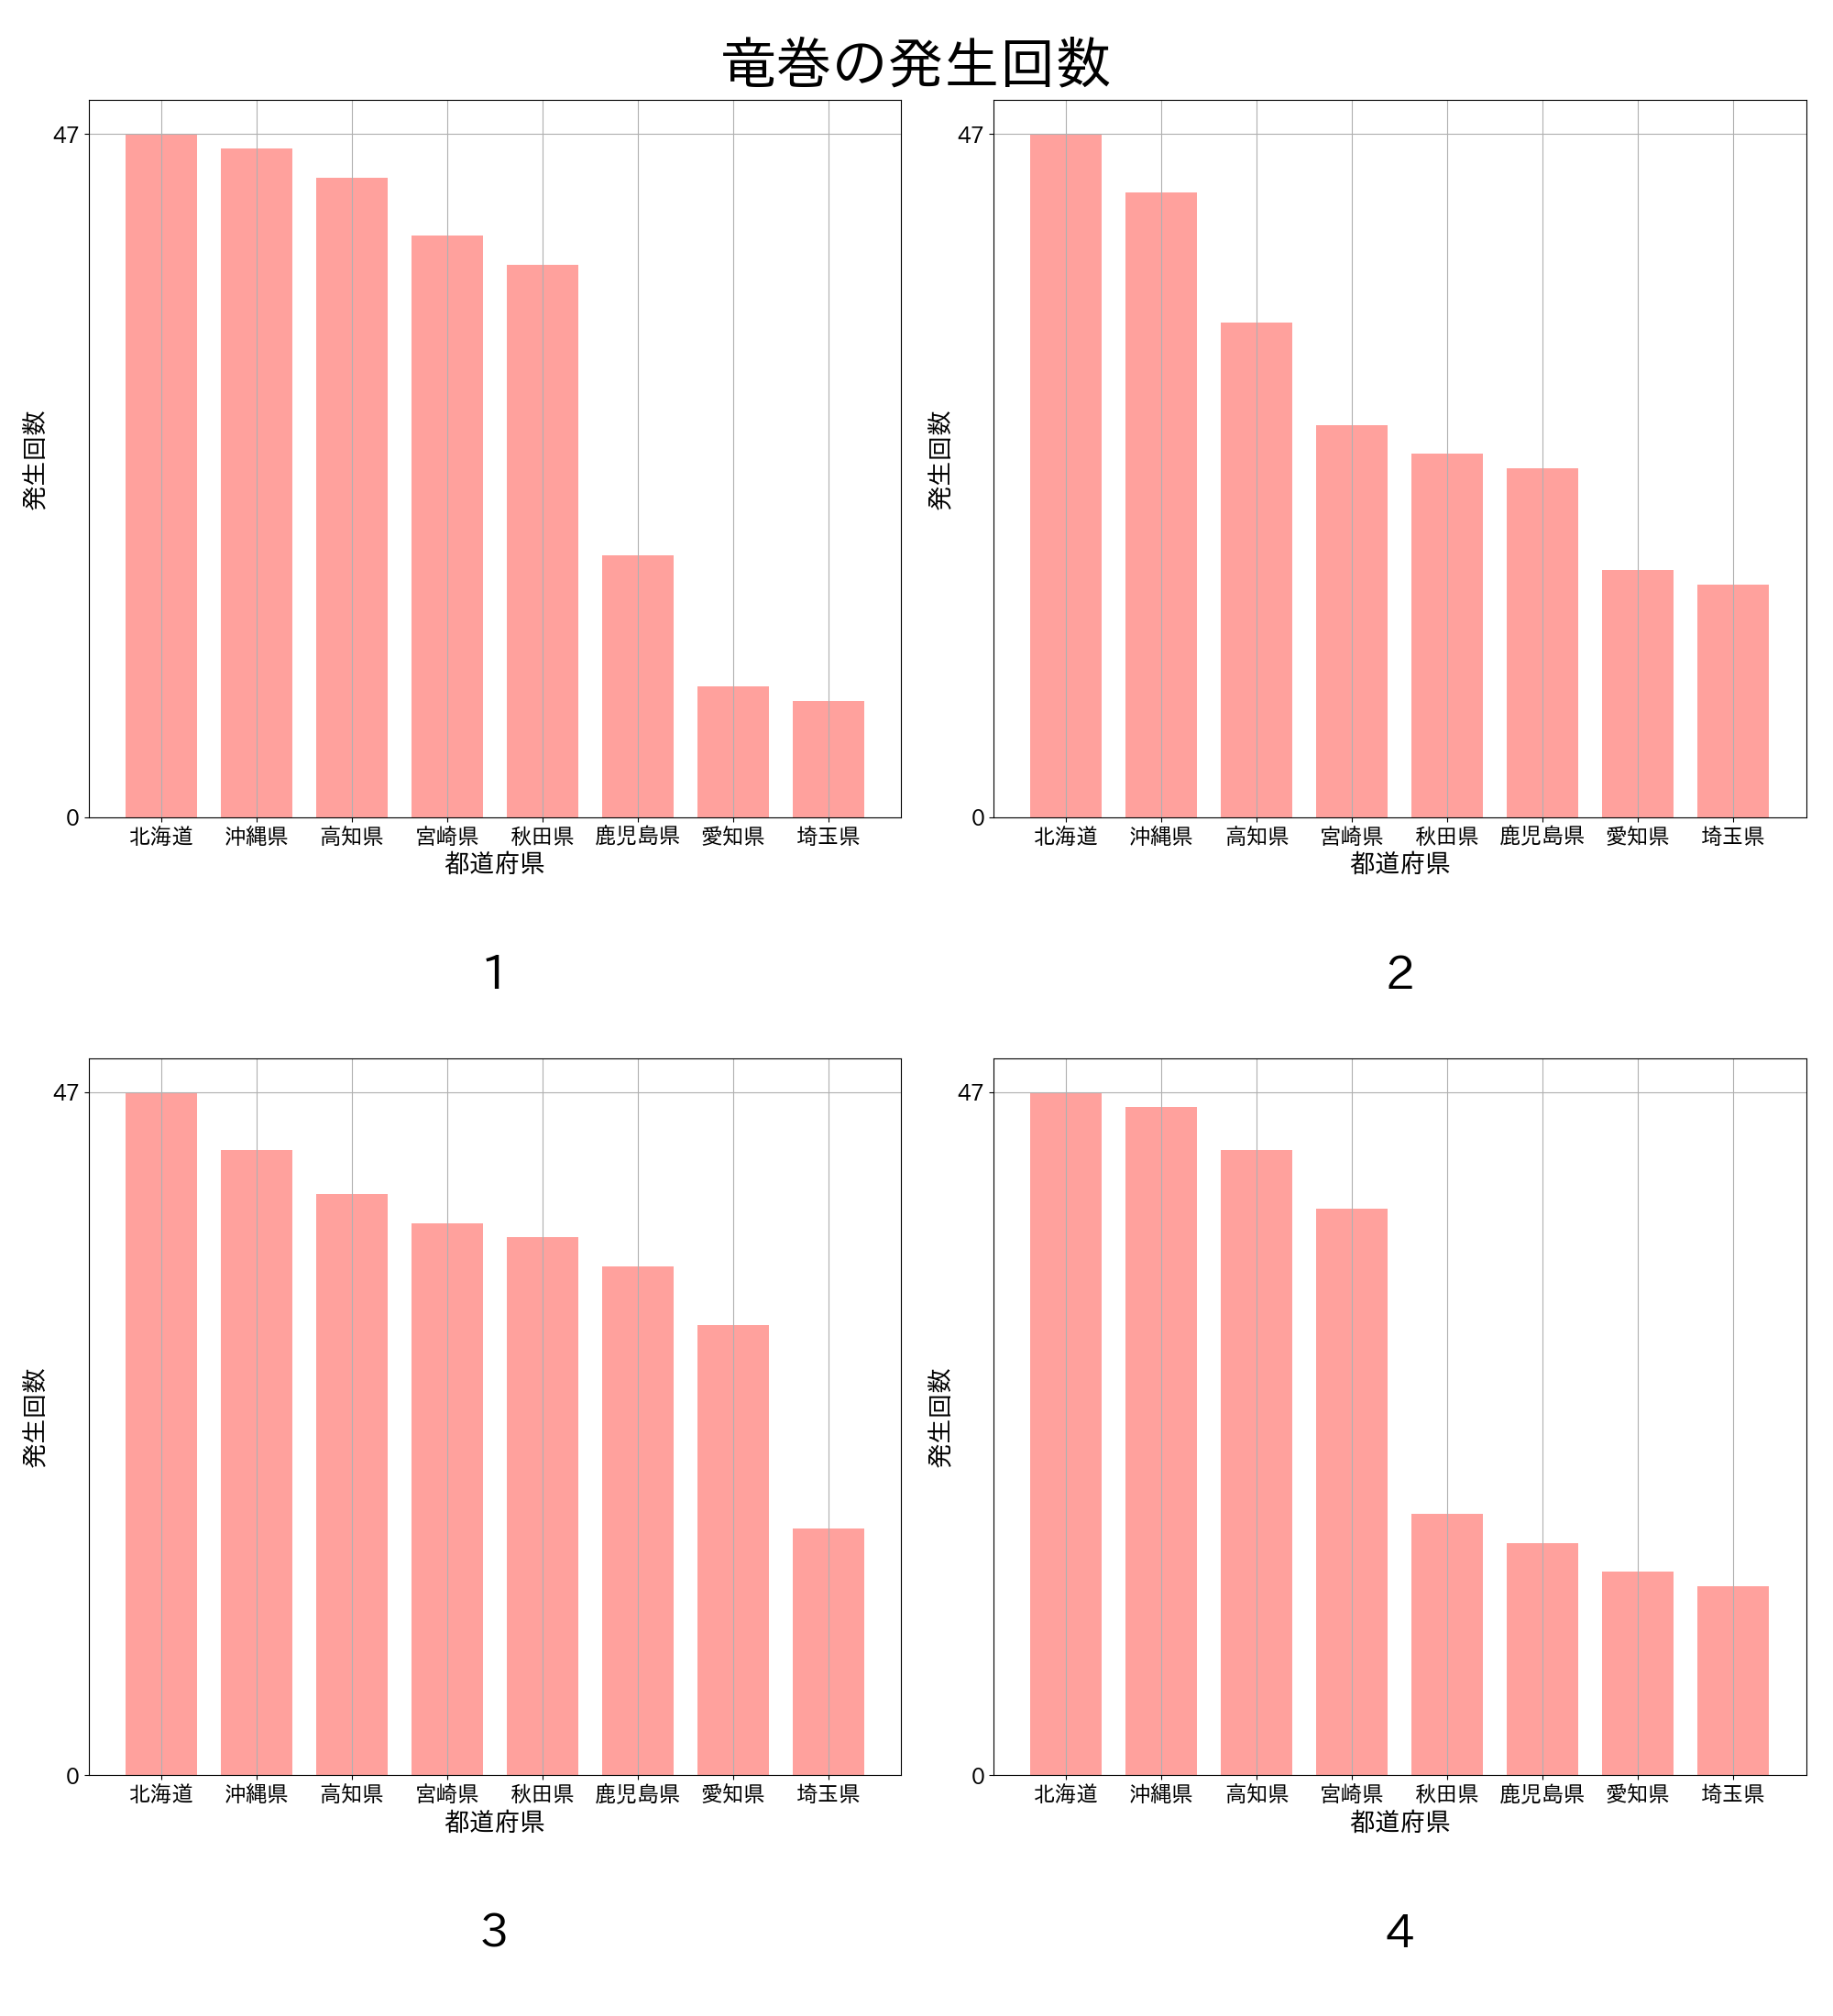 竜巻の発生回数
47
0
発生回数
北海道 沖縄県 高知県 宮崎県 秋田県 鹿児島県 愛知県 埼玉県
都道府県
1
47
0
発生回数
北海道 沖縄県 高知県 宮崎県 秋田県 鹿児島県 愛知県 埼玉県
都道府県
2
47
0
発生回数
北海道 沖縄県 高知県 宮崎県 秋田県 鹿児島県 愛知県 埼玉県
都道府県
3
47
0
発生回数
北海道 沖縄県 高知県 宮崎県 秋田県 鹿児島県 愛知県 埼玉県
都道府県
4